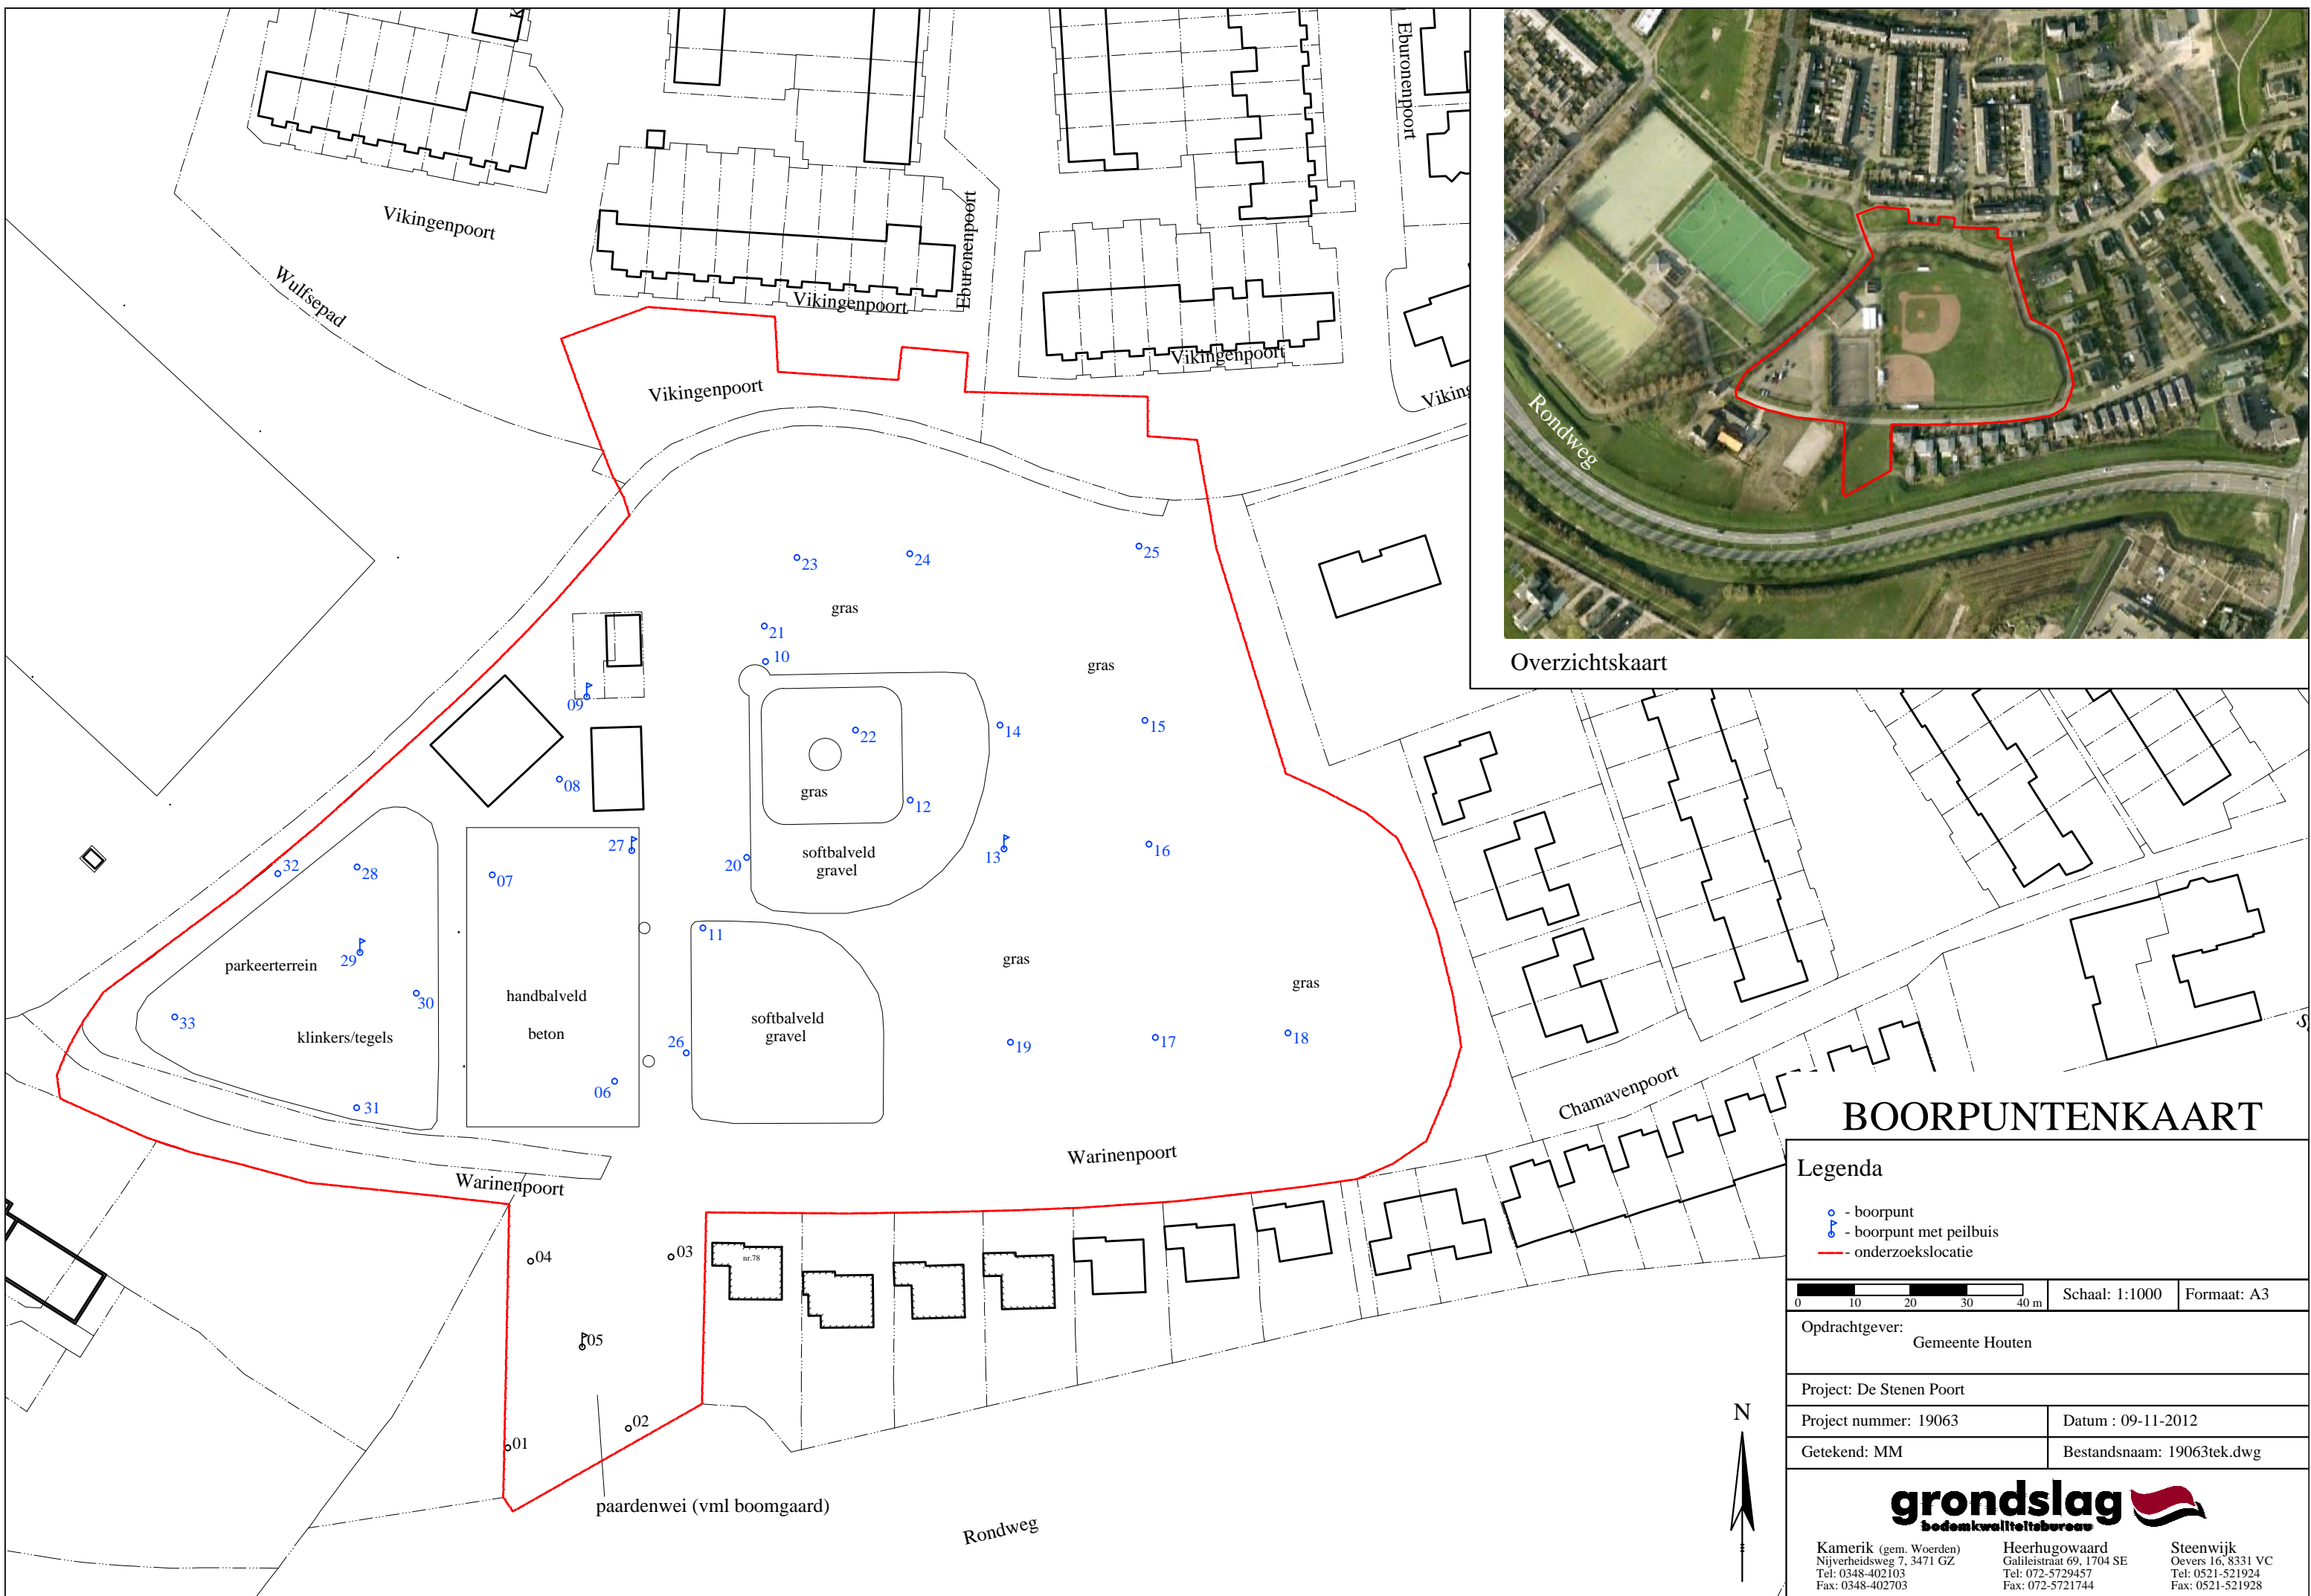 Vikingenpoort
Wulfsepad
Vikingenpoort
Eburonenpoort
Eburonenpoort
Vikingenpoort
Vikingenpoort
Rondweg
Overzichtskaart
23
24
25
gras
21
10
gras
09
22
14
15
08
gras
12
27
softbalveld
gravel
13
16
20
32
28
07
11
29
parkeerterrein
gras
gras
30
handbalveld
33
klinkers/tegels
beton
softbalveld
gravel
26
19
17
18
06
31
Chamavenpoort
Warinenpoort
Warinenpoort
04
03
nr.78
05
02
01
paardenwei (vml boomgaard)
Rondweg
N
BOORPUNTENKAART
Legenda
- boorpunt
- boorpunt met peilbuis
- onderzoekslocatie
0 10 20 30 40 m
Schaal: 1:1000
Formaat: A3
Opdrachtgever:
Gemeente Houten
Project: De Stenen Poort
Project nummer: 19063
Datum : 09-11-2012
Getekend: MM
Bestandsnaam: 19063tek.dwg
grondslag
bodemkwaliteitsbureau
Kamerik (gem. Woerden)
Nijverheidsweg 7, 3471 GZ
Tel: 0348-402103
Fax: 0348-402703
Heerhugowaard
Galileistraat 69, 1704 SE
Tel: 072-5729457
Fax: 072-5721744
Steenwijk
Oevers 16, 8331 VC
Tel: 0521-521924
Fax: 0521-521928